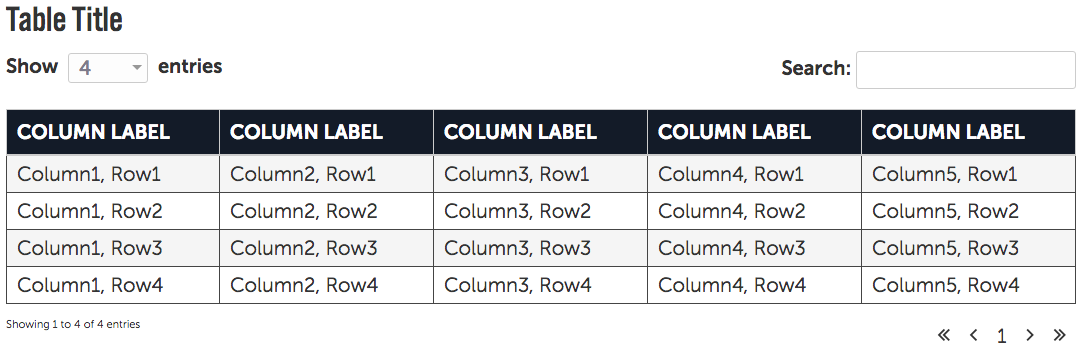 Table Title
Show 4 entries Search:
COLUMN LABEL COLUMN LABEL COLUMN LABEL COLUMN LABEL COLUMN LABEL
Column1, Row1 Column2, Row1 Column3, Row1 Column4, Row1 Column5, Row1
Column1, Row2 Column2, Row2 Column3, Row2 Column4, Row2 Column5, Row2
Column1, Row3 Column2, Row3 Column3, Row3 Column4, Row3 Column5, Row3
Column1, Row4 Column2, Row4 Column3, Row4 Column4, Row4 Column5, Row4
Showing 1 to 4 of 4 entries
« ‹ 1 › »